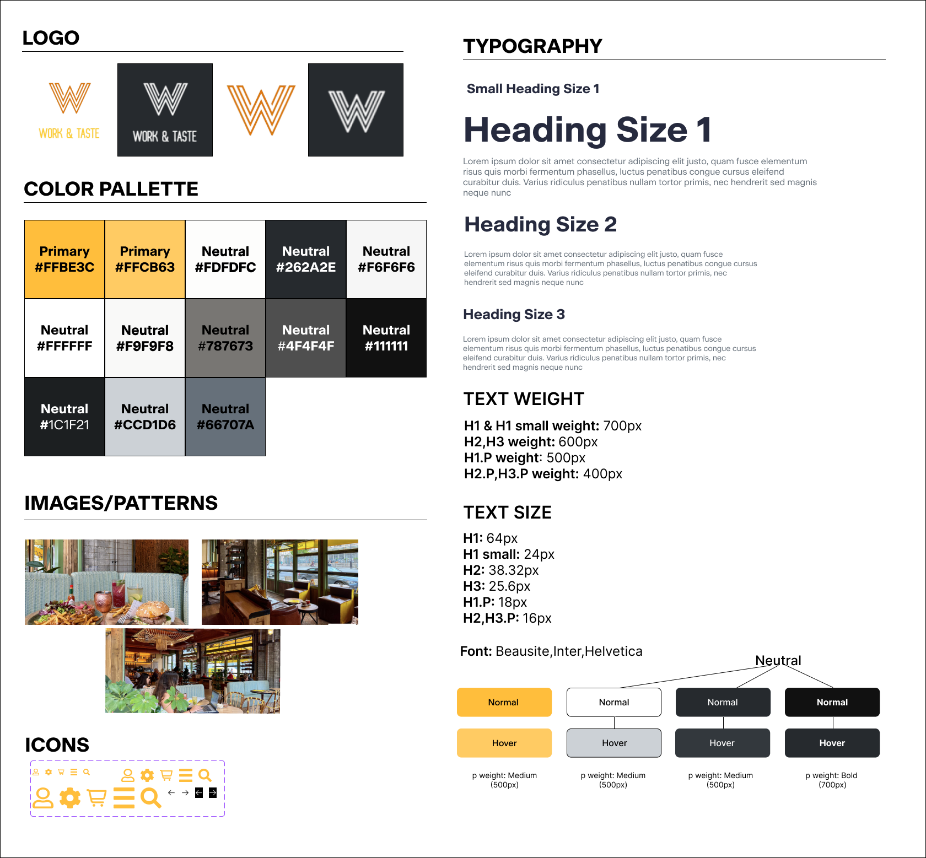 LOGO
WORK & TASTE
WORK & TASTE
COLOR PALLETTE
Primary
#FFBE3C
Primary
#FFCB63
Neutral
#FDFDFC
Neutral
#262A2E
Neutral
#F6F6F6
Neutral
#FFFFFF
Neutral
#F9F9F8
Neutral
#787673
Neutral
#4F4F4F
Neutral
#111111
Neutral
#1C1F21
Neutral
#CCD1D6
Neutral
#66707A
IMAGES/PATTERNS
ICONS
TYPOGRAPHY
Small Heading Size 1
Heading Size 1
Lorem ipsum dolor sit amet consectetur adipiscing elit justo, quam fusce elementum
risus quis morbi fermentum phasellus, luctus penatibus congue cursus eleifend
curabitur duis. Varius ridiculus penatibus nullam tortor primis, nec hendrerit sed magnis
neque nunc
Heading Size 2
Lorem ipsum dolor sit amet consectetur adipiscing elit justo, quam fusce
elementum risus quis morbi fermentum phasellus, luctus penatibus congue cursus
eleifend curabitur duis. Varius ridiculus penatibus nullam tortor primis, nec
hendrerit sed magnis neque nunc
Heading Size 3
Lorem ipsum dolor sit amet consectetur adipiscing elit justo, quam fusce
elementum risus quis morbi fermentum phasellus, luctus penatibus congue cursus
eleifend curabitur duis. Varius ridiculus penatibus nullam tortor primis, nec
hendrerit sed magnis neque nunc
TEXT WEIGHT
H1 & H1 small weight: 700px
H2,H3 weight: 600px
H1.P weight: 500px
H2.P,H3.P weight: 400px
TEXT SIZE
H1: 64px
H1 small: 24px
H2: 38.32px
H3: 25.6px
H1.P: 18px
H2,H3.P: 16px
Font: Beausite,Inter,Helvetica
Neutral
Normal
Normal
Normal
Normal
Hover
Hover
Hover
Hover
p weight: Medium
(500px)
p weight: Medium
(500px)
p weight: Medium
(500px)
p weight: Bold
(700px)